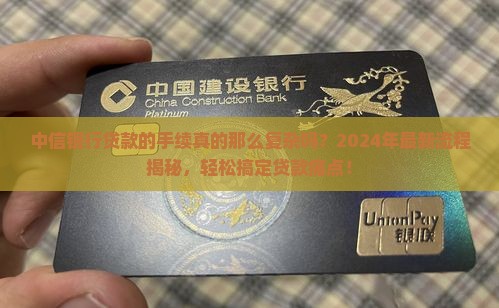 中国建设银行
China Construction Bank
Platinum
中信银行贷款的手续真的那么复杂吗？2024年最新流程
揭秘，轻松搞定贷款难点！
UnionPay
银联